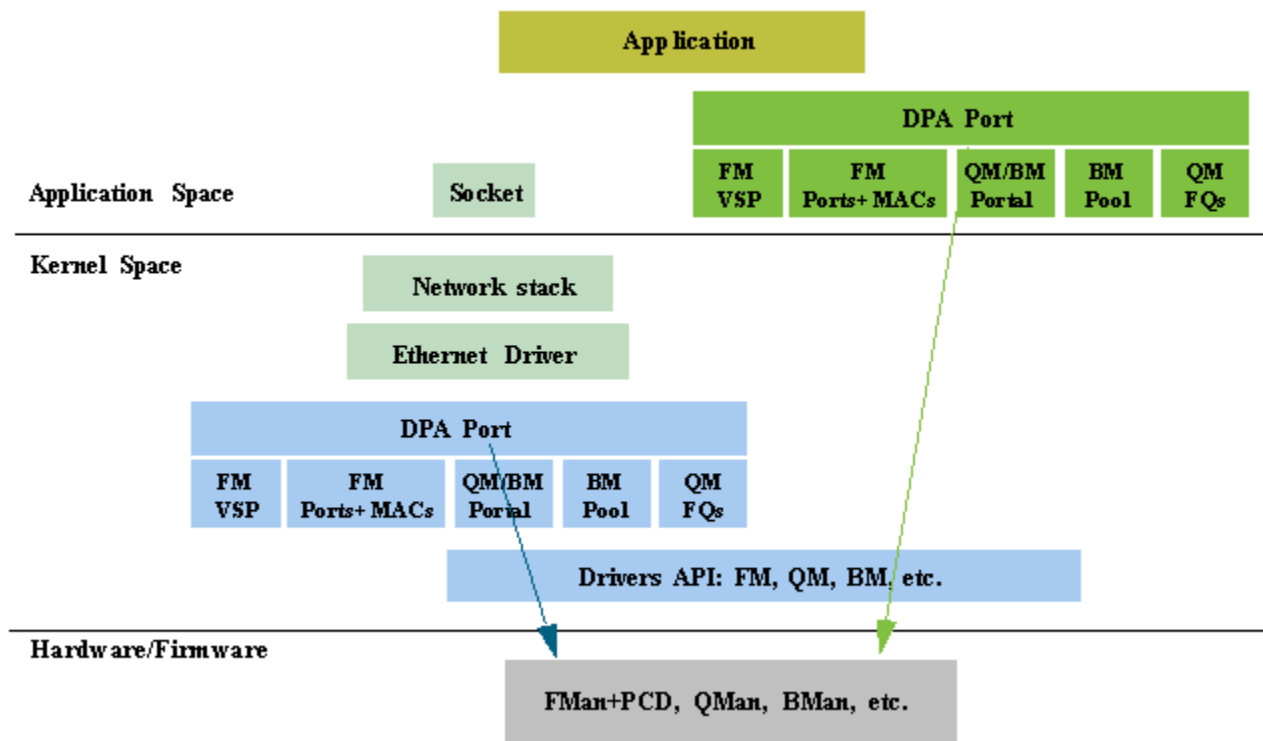 Application
DPA Port
FM
VSP
FM
Ports+MACs
QM/BM
Portal
BM
Pool
QM
FQs
Application Space
Socket
Kernel Space
Network stack
Ethernet Driver
DPA Port
FM
VSP
FM
Ports+MACs
QM/BM
Portal
BM
Pool
QM
FQs
Drivers API: FM, QM, BM, etc.
Hardware/Firmware
FMan+PCD, QMan, BMan, etc.